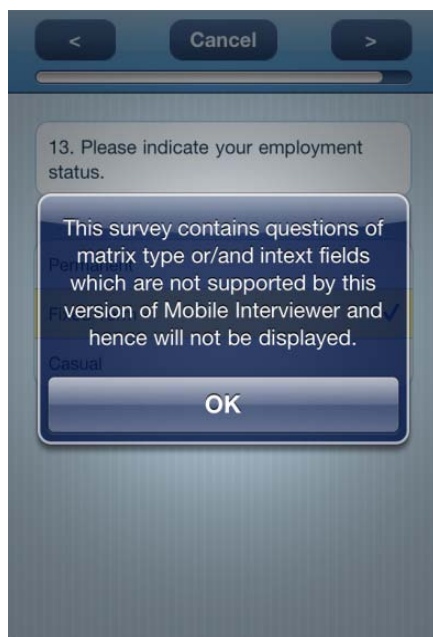 < Cancel >
13. Please indicate your employment
status.
This survey contains questions of
matrix type or/and intext fields
which are not supported by this
version of Mobile Interviewer and
hence will not be displayed.
Permanent
Casual
OK